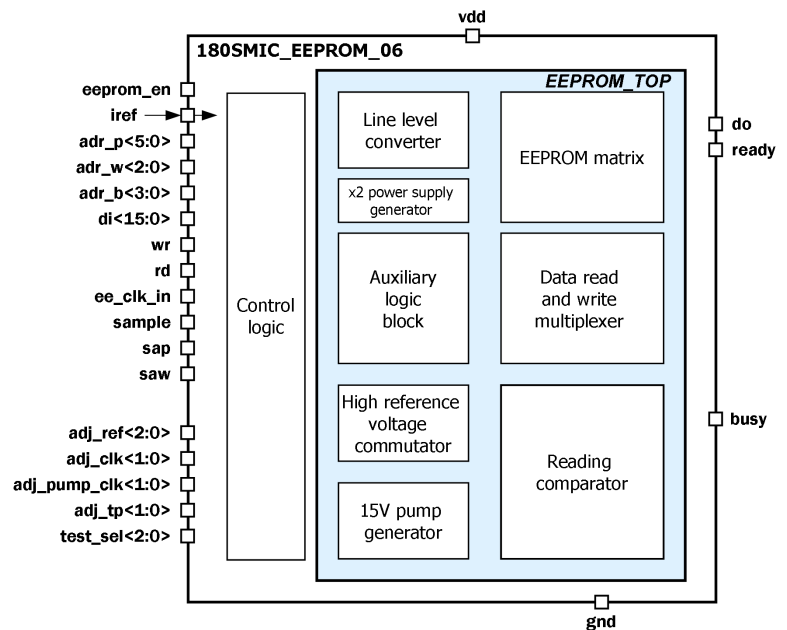 vdd
180SMIC_EEPROM_06
EEPROM_TOP
eeprom_en
iref
adr_p<5:0>
adr_w<2:0>
adr_b<3:0>
di<15:0>
wr
rd
ee_clk_in
sample
sap
saw
adj_ref<2:0>
adj_clk<1:0>
adj_pump_clk<1:0>
adj_tp<1:0>
test_sel<2:0>
Control
logic
Line level
converter
x2 power supply
generator
Auxiliary
logic
block
High reference
voltage
commutator
15V pump
generator
EEPROM matrix
Data read
and write
multiplexer
Reading
comparator
do
ready
busy
gnd